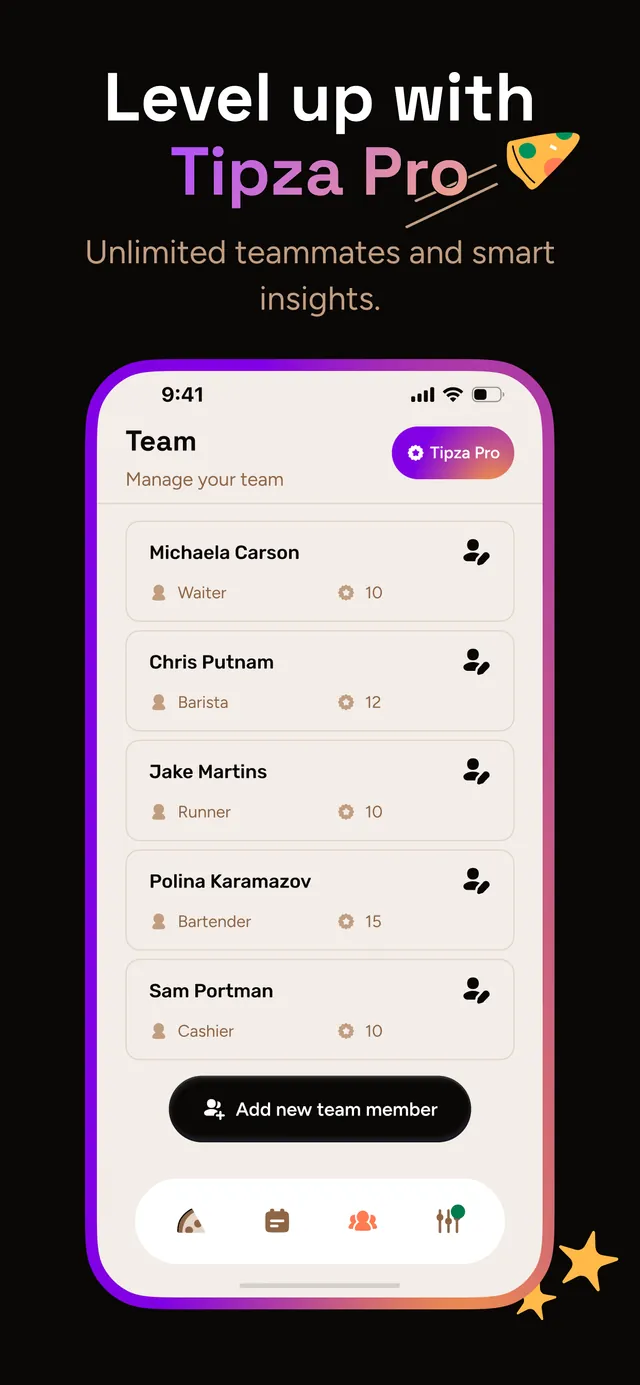 Level up with
Tipza Pro
Unlimited teammates and smart
insights.
9:41
Team
Tipza Pro
Manage your team
Michaela Carson
Waiter 10
Chris Putnam
Barista 12
Jake Martins
Runner 10
Polina Karamazov
Bartender 15
Sam Portman
Cashier 10
Add new team member